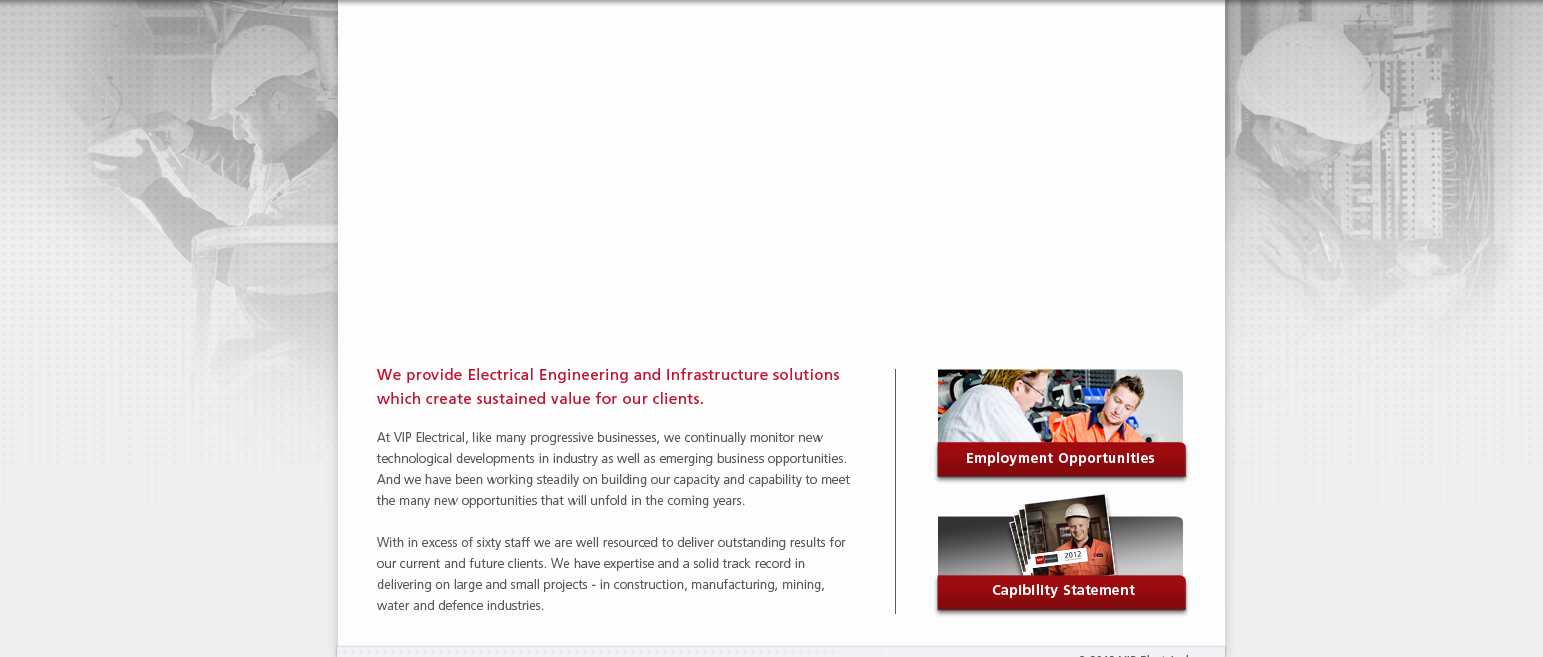 We provide Electrical Engineering and Infrastructure solutions
which create sustained value for our clients.
At VIP Electrical, like many progressive businesses, we continually monitor new
technological developments in industry as well as emerging business opportunities.
And we have been working steadily on building our capacity and capability to meet
the many new opportunities that will unfold in the coming years.
With in excess of sixty staff we are well resourced to deliver outstanding results for
our current and future clients. We have expertise and a solid track record in
delivering on large and small projects - in construction, manufacturing, mining,
water and defence industries.
Employment Opportunities
2012
Capibility Statement